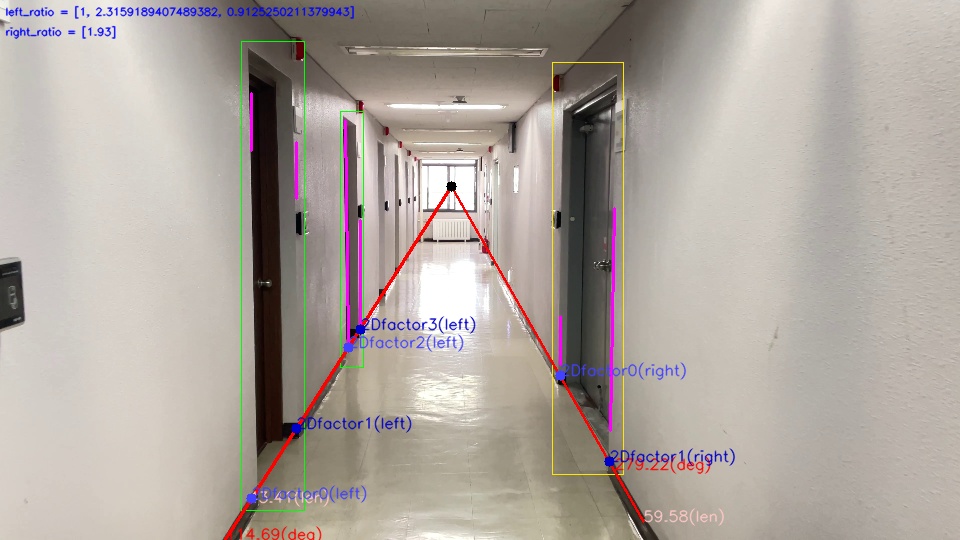 left_ratio = [1, 2.3159189407489382, 0.9125250211379943]
right_ratio = [1.93]
2Dfactor3(left)
2Dfactor2(left)
2Dfactor0(right)
2Dfactor1(left)
2Dfactor1(right)
279.22(deg)
2Dfactor0(left)
59.58(len)
14.69(deg)